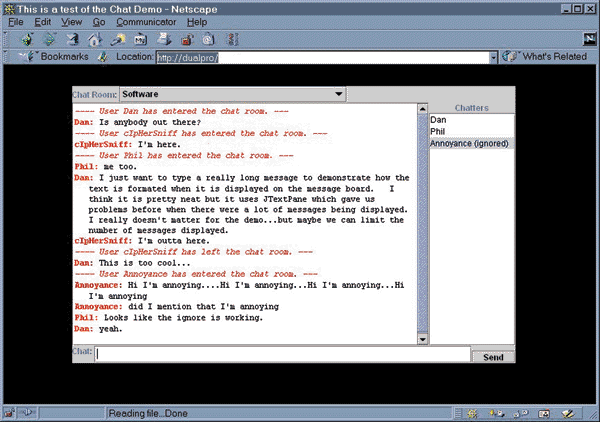 This is a test of the Chat Demo - Netscape
File Edit View Go Communicator Help
Bookmarks Location: http://dualpro/ What's Related
Chat Room: Software
Chatters
---- User Dan has entered the chat room. ---
Dan: Is anybody out there?
---- User cIpHerSniff has entered the chat room. ---
cIpHerSniff: I'm here.
---- User Phil has entered the chat room. ---
Phil: me too.
Dan: I just want to type a really long message to demonstrate how the
text is formated when it is displayed on the message board. I
think it is pretty neat but it uses JTextPane which gave us
problems before when there were a lot of messages being displayed.
I really doesn't matter for the demo...but maybe we can limit the
number of messages displayed.
cIpHerSniff: I'm outta here.
---- User cIpHerSniff has left the chat room. ---
Dan: This is too cool...
---- User Annoyance has entered the chat room. ---
Annoyance: Hi I'm annoying....Hi I'm annoying...Hi I'm annoying...Hi
I'm annoying
Annoyance: did I mention that I'm annoying
Phil: Looks like the ignore is working.
Dan: yeah.
Dan
Phil
Annoyance (ignored)
Chat:
Send
Reading file...Done